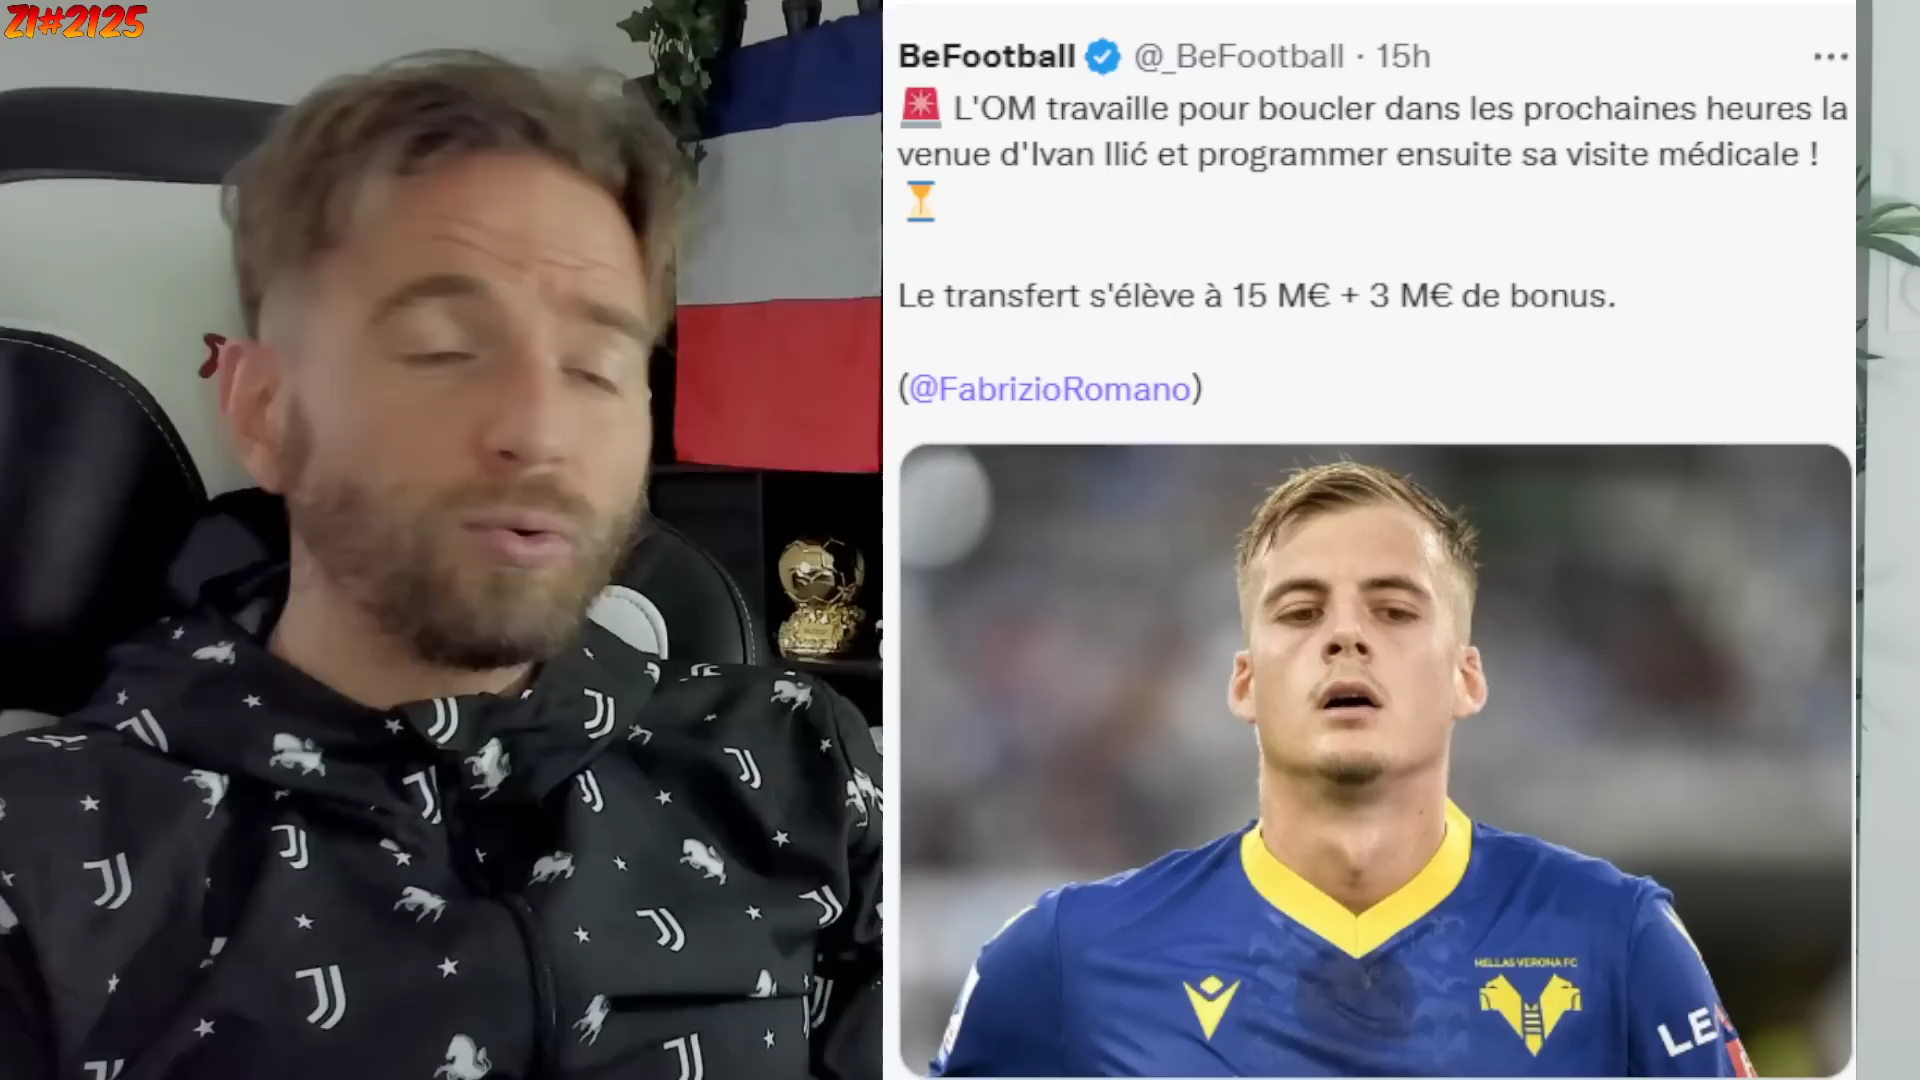 ZI#2125
BeFootball @_BeFootball · 15h
🚨 L'OM travaille pour boucler dans les prochaines heures la
venue d'Ivan Ilić et programmer ensuite sa visite médicale !
⏳
Le transfert s'élève à 15 M€ + 3 M€ de bonus.
(@FabrizioRomano)
HELLAS VERONA FC
LE